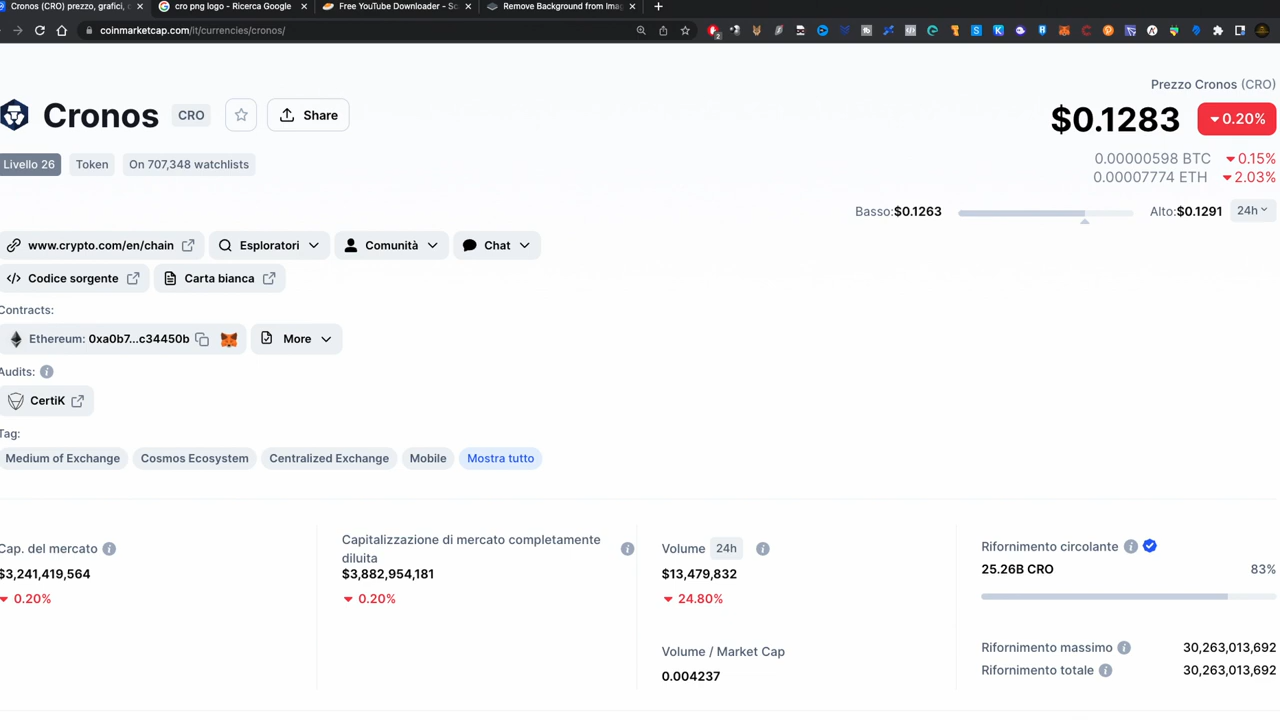 Cronos (CRO) prezzo, grafici, c
cro png logo - Ricerca Google
Free YouTube Downloader - Sc
Remove Background from Imag
coinmarketcap.com/it/currencies/cronos/
2
Prezzo Cronos (CRO)
Cronos CRO Share
$0.1283 0.20%
Livello 26 Token On 707,348 watchlists
0.00000598 BTC 0.15%
0.00007774 ETH 2.03%
Basso:$0.1263 Alto:$0.1291 24h
www.crypto.com/en/chain Esploratori Comunità Chat
Codice sorgente Carta bianca
Contracts:
Ethereum: 0xa0b7...c34450b More
Audits:
CertiK
Tag:
Medium of Exchange Cosmos Ecosystem Centralized Exchange Mobile Mostra tutto
Cap. del mercato
$3,241,419,564
0.20%
Capitalizzazione di mercato completamente
diluita
$3,882,954,181
0.20%
Volume 24h
$13,479,832
24.80%
Volume / Market Cap
0.004237
Rifornimento circolante
25.26B CRO 83%
Rifornimento massimo 30,263,013,692
Rifornimento totale 30,263,013,692